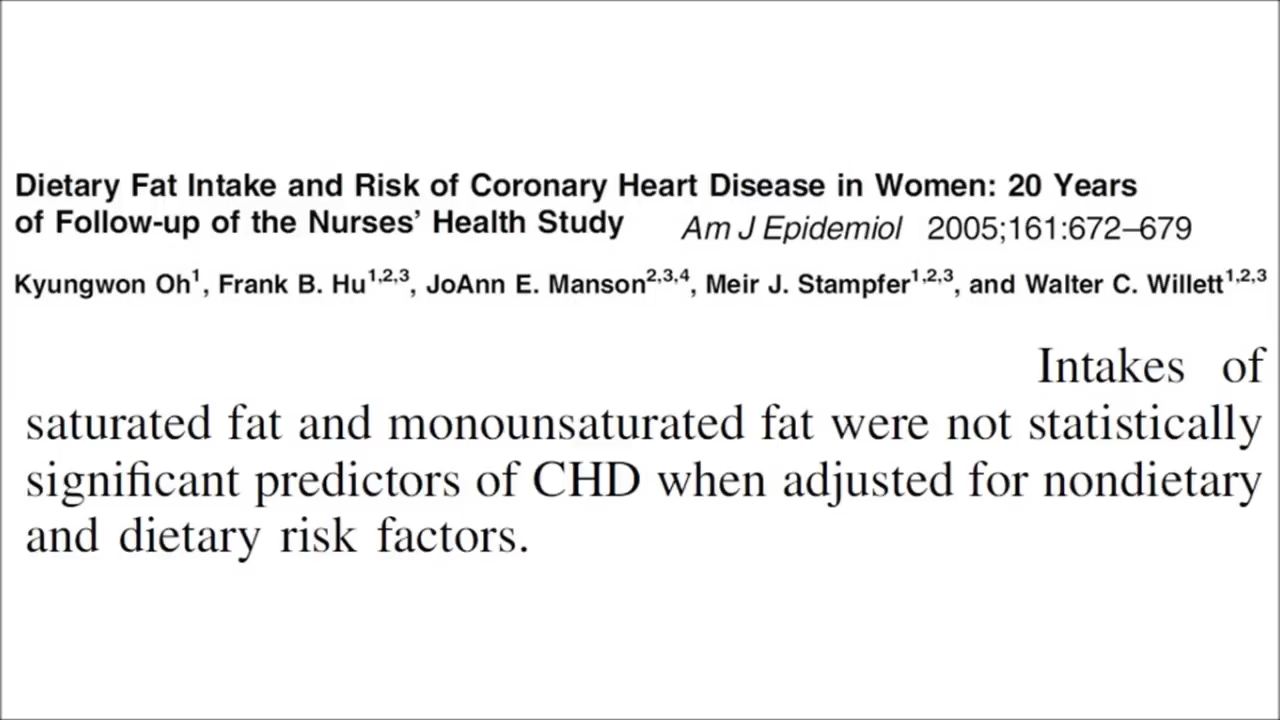 Dietary Fat Intake and Risk of Coronary Heart Disease in Women: 20 Years
of Follow-up of the Nurses’ Health Study Am J Epidemiol 2005;161:672–679
Kyungwon Oh1, Frank B. Hu1,2,3, JoAnn E. Manson2,3,4, Meir J. Stampfer1,2,3, and Walter C. Willett1,2,3
Intakes of
saturated fat and monounsaturated fat were not statistically
significant predictors of CHD when adjusted for nondietary
and dietary risk factors.